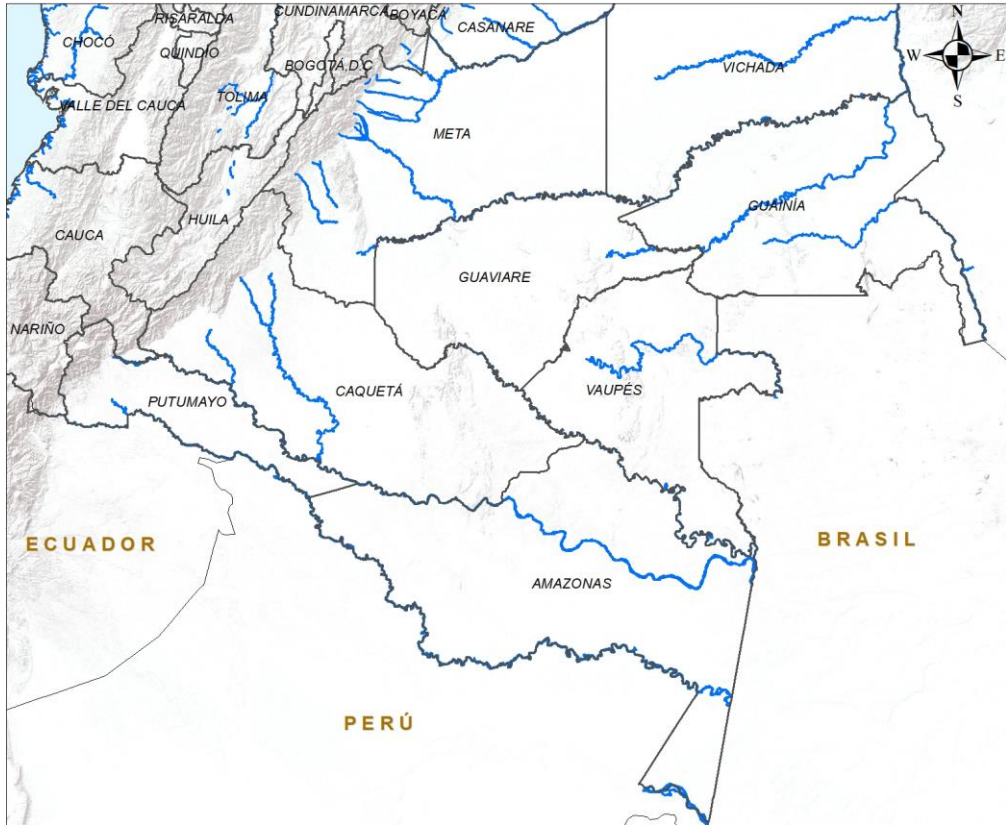 RISARALDA
CUNDINAMARCA
BOYACÁ
CASANARE
N
CHOCÓ
QUINDÍO
BOGOTÁ D.C
VICHADA
W
E
S
VALLE DEL CAUCA
TOLIMA
META
HUILA
GUAINÍA
CAUCA
GUAVIARE
NARIÑO
CAQUETÁ
VAUPÉS
PUTUMAYO
ECUADOR
BRASIL
AMAZONAS
PERÚ